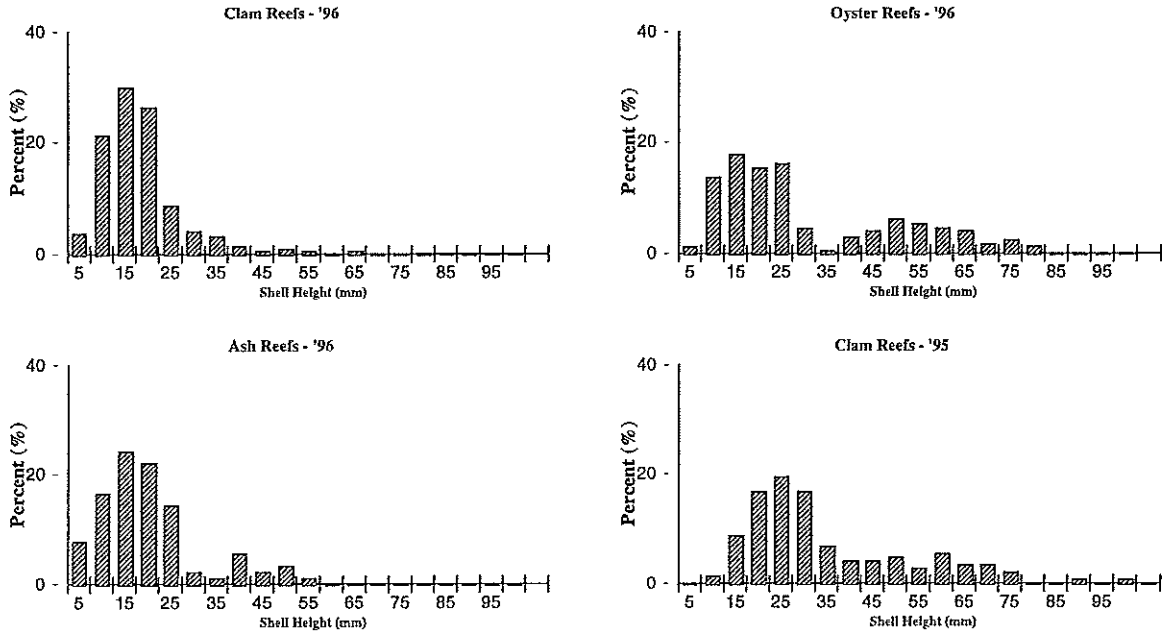 Clam Reefs - '96
40 -
20 -
0
Percent (%)
5 15 25 35 45 55 65 75 85 95
Shell Height (mm)
Oyster Reefs - '96
40 -
20 -
0
Percent (%)
5 15 25 35 45 55 65 75 85 95
Shell Height (mm)
Ash Reefs - '96
40 -
20 -
0
Percent (%)
5 15 25 35 45 55 65 75 85 95
Shell Height (mm)
Clam Reefs - '95
40 -
20 -
0
Percent (%)
5 15 25 35 45 55 65 75 85 95
Shell Height (mm)